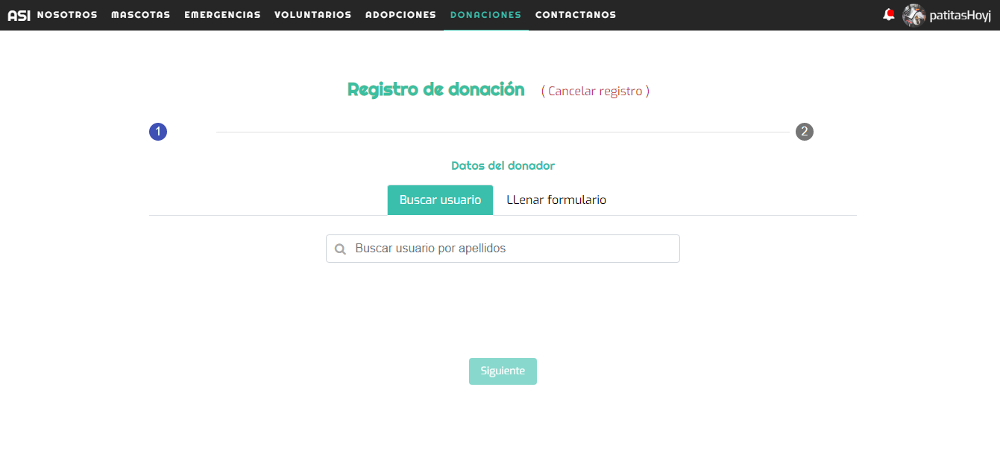 ASI NOSOTROS MASCOTAS EMERGENCIAS VOLUNTARIOS ADOPCIONES DONACIONES CONTACTANOS patitasHoyj
Registro de donación ( Cancelar registro )
1 2
Datos del donador
Buscar usuario LLenar formulario
Buscar usuario por apellidos
Siguiente